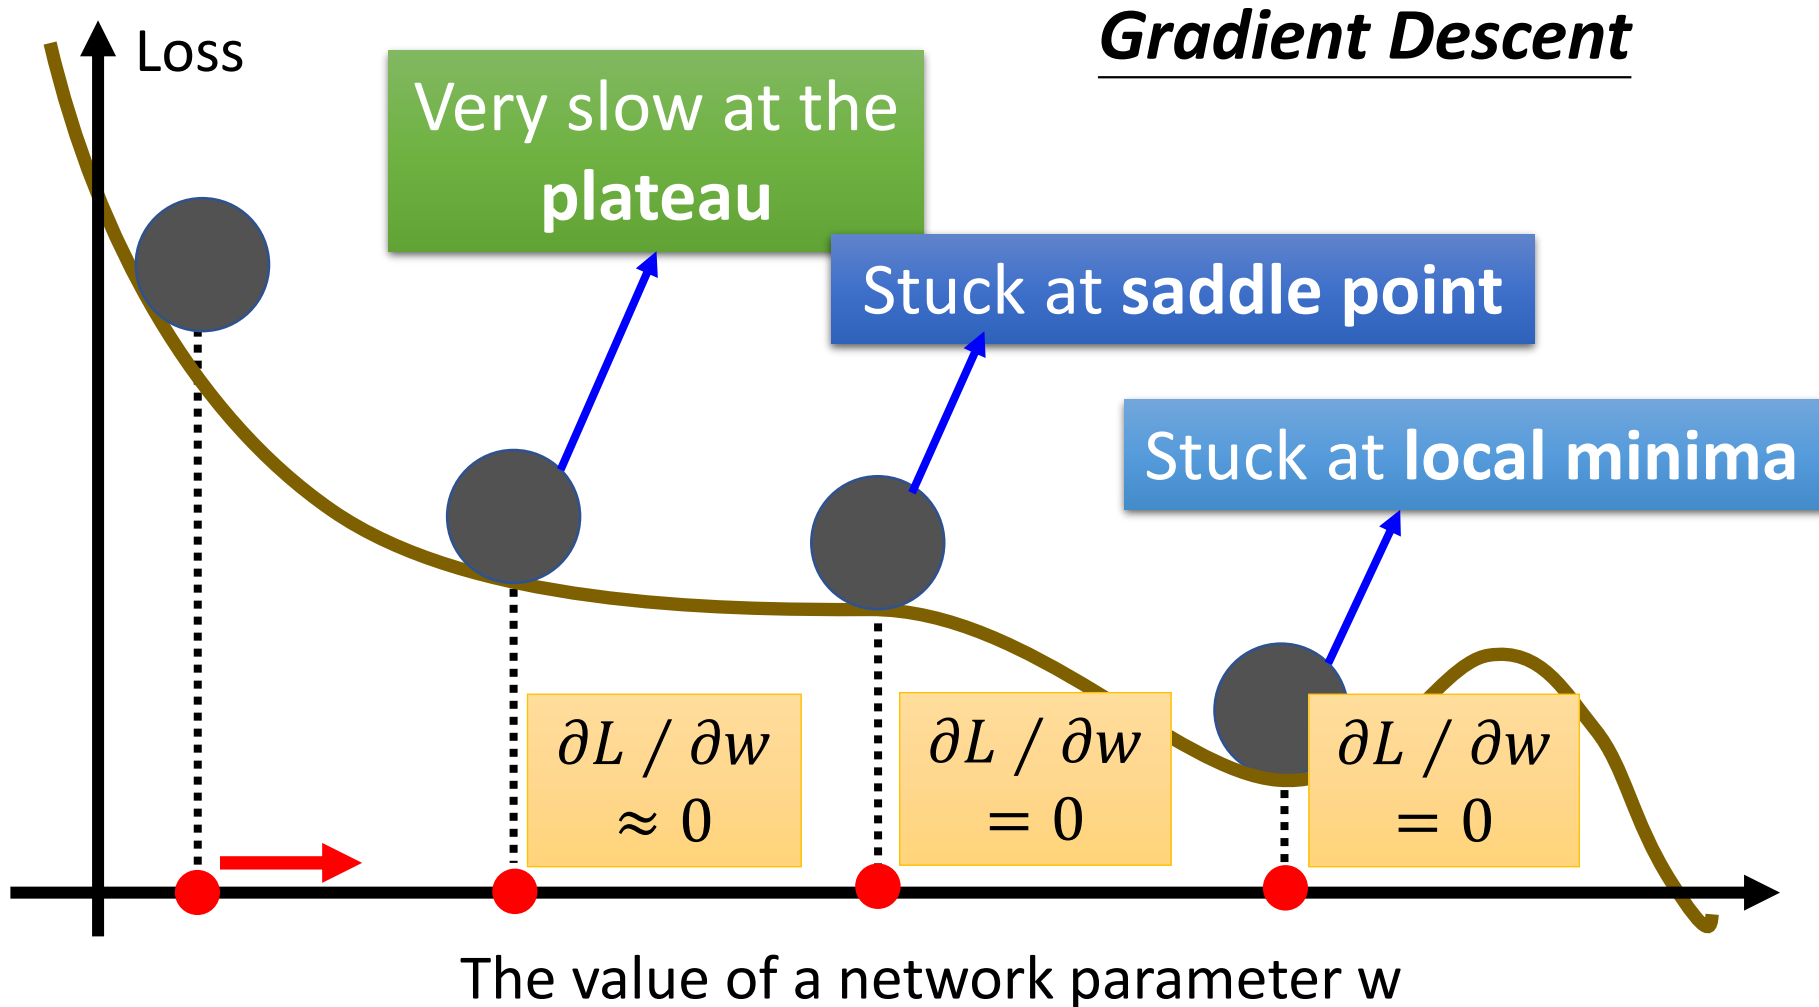 Gradient Descent
Loss
Very slow at the
plateau
Stuck at saddle point
Stuck at local minima
∂L / ∂w
≈ 0
∂L / ∂w
= 0
∂L / ∂w
= 0
The value of a network parameter w